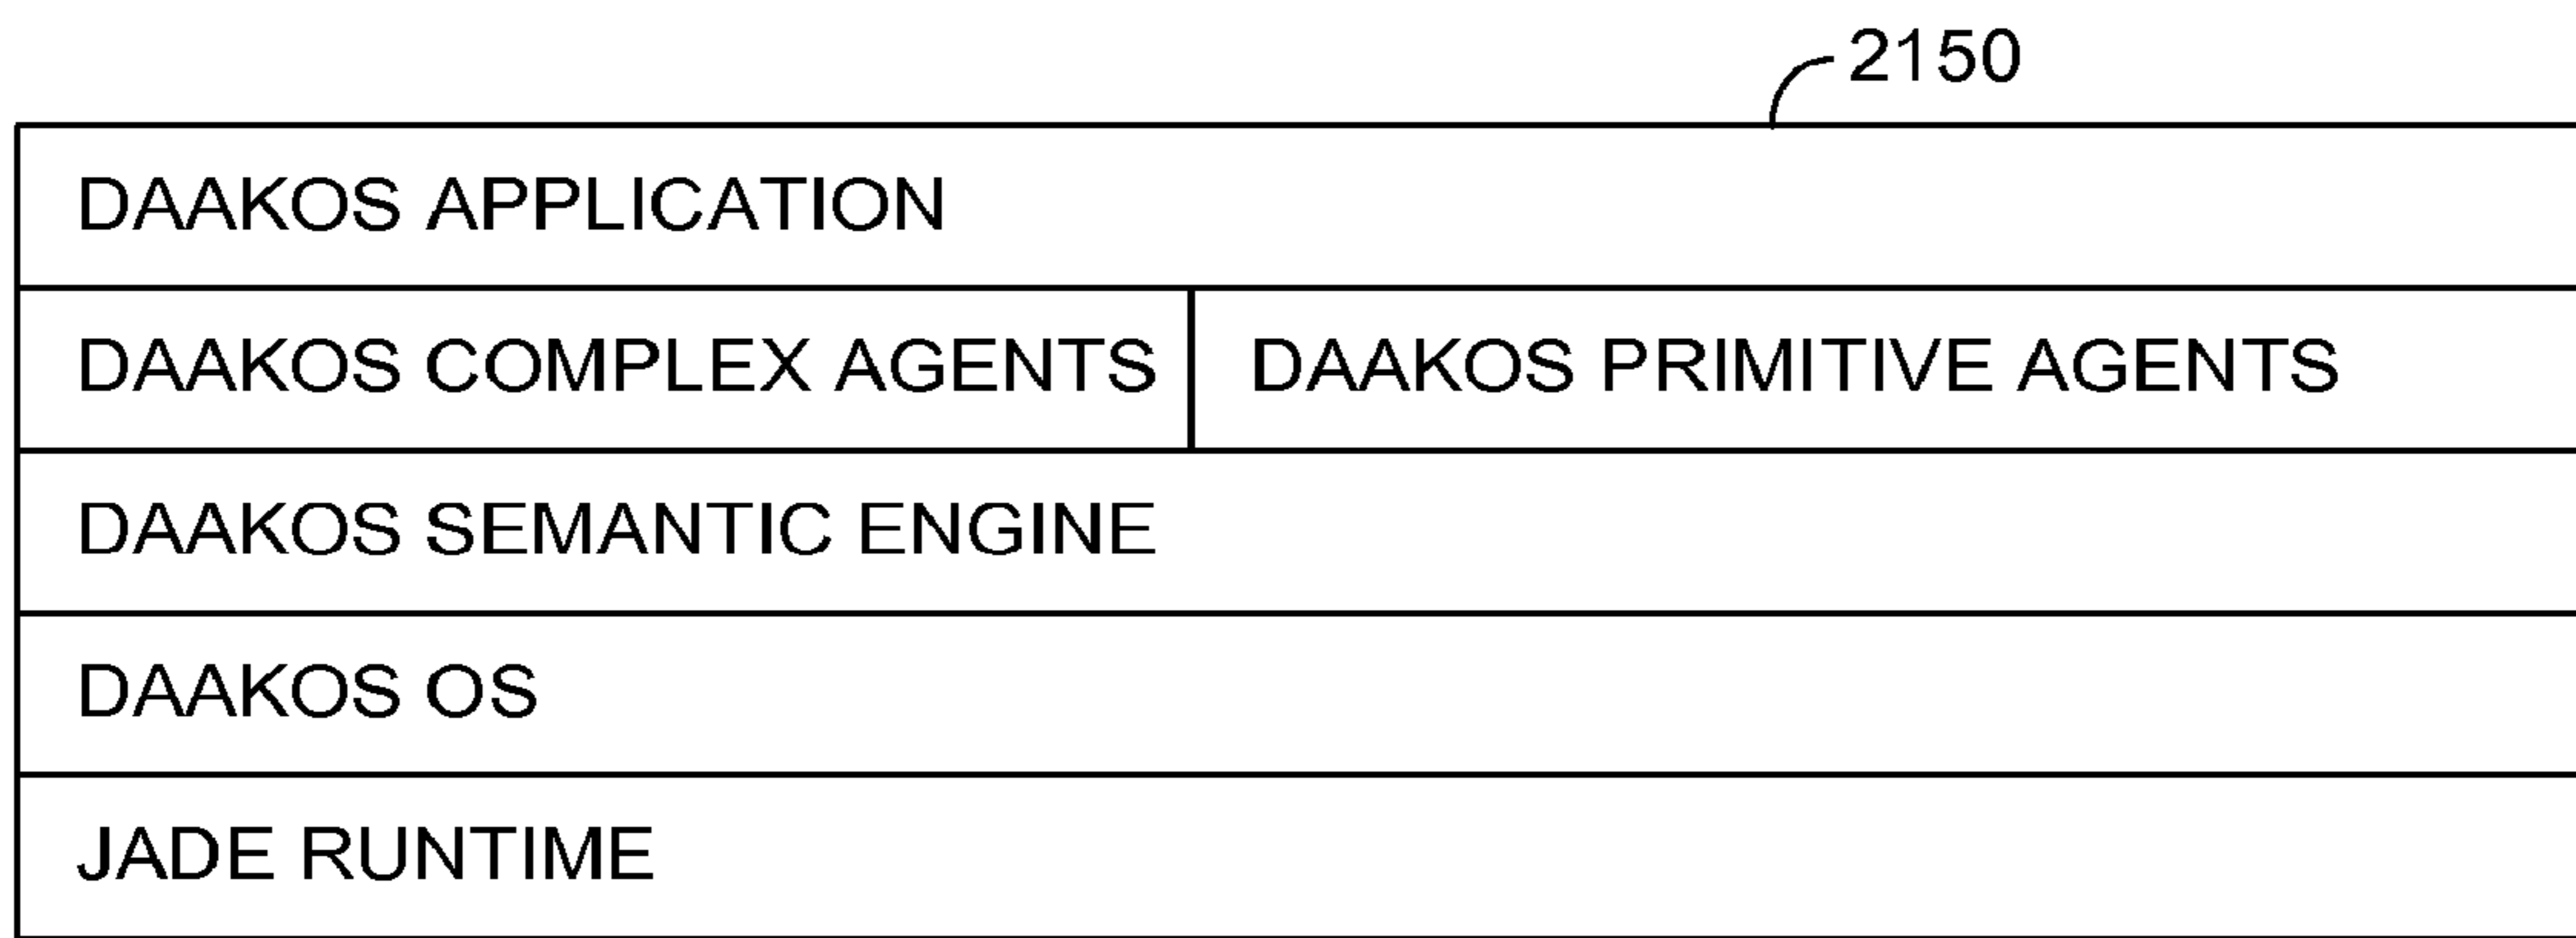 2150
DAAKOS APPLICATION
DAAKOS COMPLEX AGENTS
DAAKOS PRIMITIVE AGENTS
DAAKOS SEMANTIC ENGINE
DAAKOS OS
JADE RUNTIME